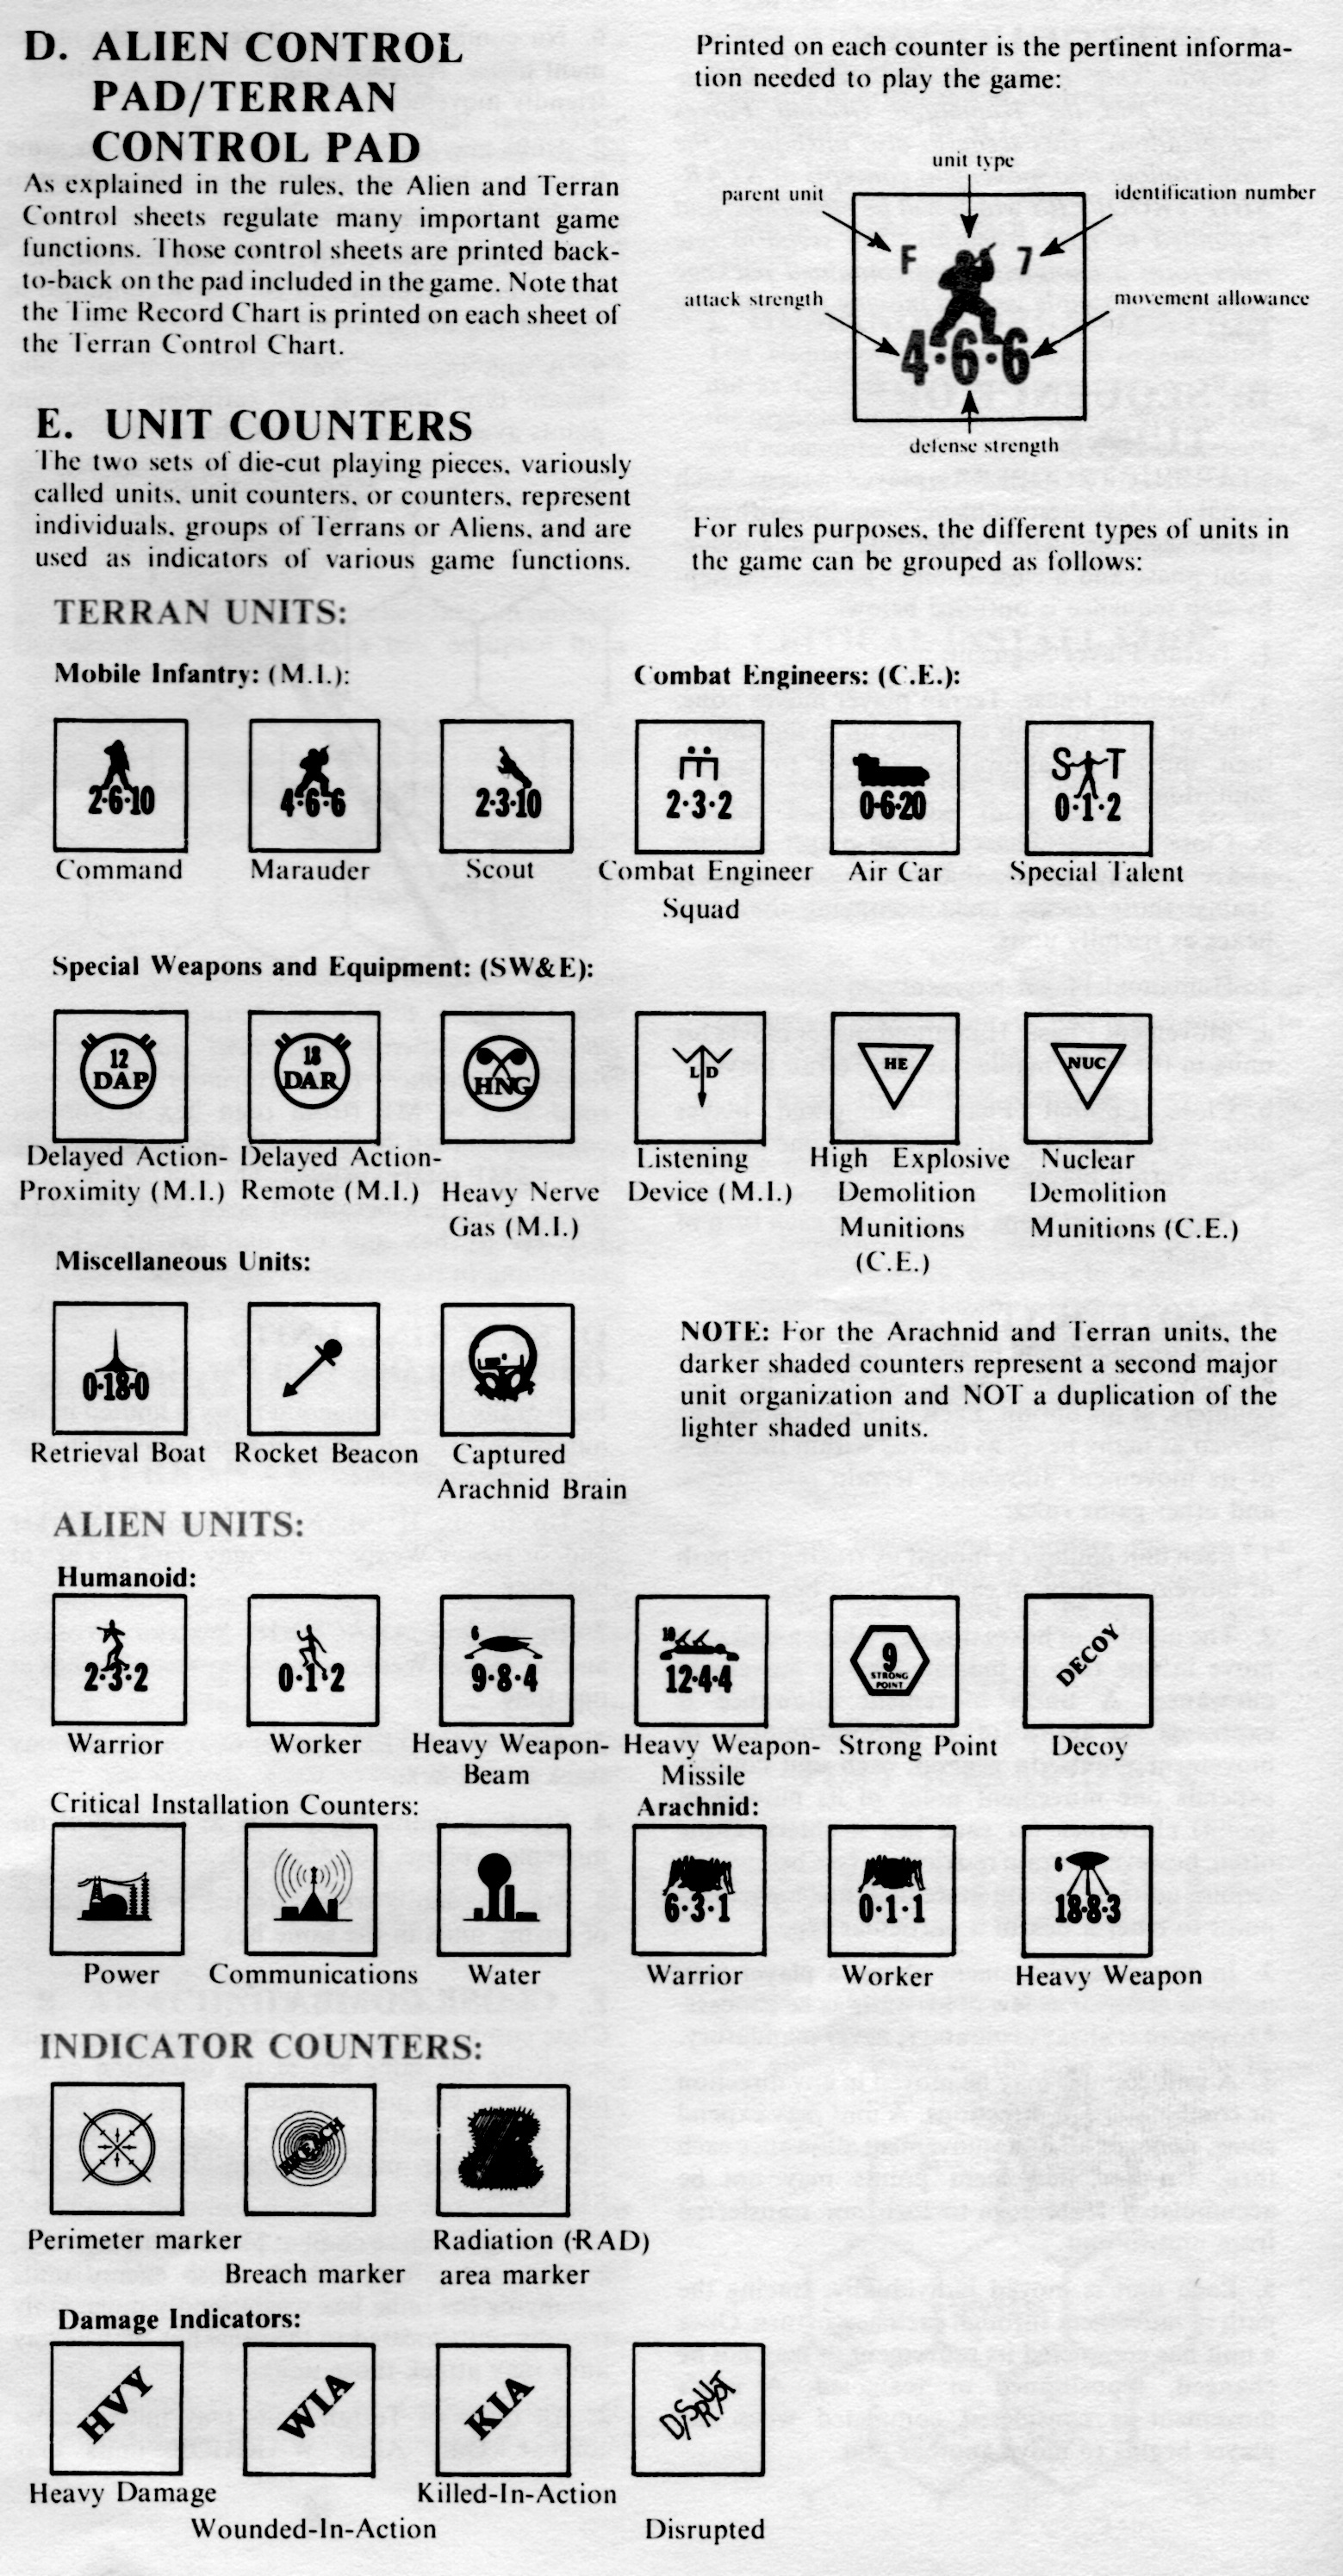 D. ALIEN CONTROL
PAD/TERRAN
CONTROL PAD
As explained in the rules, the Alien and Terran
Control sheets regulate many important game
functions. Those control sheets are printed back-
to-back on the pad included in the game. Note that
the Time Record Chart is printed on each sheet of
the Terran Control Chart.
E. UNIT COUNTERS
The two sets of die-cut playing pieces, variously
called units, unit counters, or counters, represent
individuals, groups of Terrans or Aliens, and are
used as indicators of various game functions.
Printed on each counter is the pertinent informa-
tion needed to play the game:
unit type
parent unit
identification number
F 7
attack strength
movement allowance
4·6·6
defense strength
For rules purposes, the different types of units in
the game can be grouped as follows:
TERRAN UNITS:
Mobile Infantry: (M.I.):
Combat Engineers: (C.E.):
S T
2·6·10
4·6·6
2·3·10
2·3·2
0·6·20
0·1·2
Command
Marauder
Scout
Combat Engineer
Squad
Air Car
Special Talent
Special Weapons and Equipment: (SW&E):
12
DAP
18
DAR
HNG
L D
HE
NUC
Delayed Action-
Proximity (M.I.)
Delayed Action-
Remote (M.I.)
Heavy Nerve
Gas (M.I.)
Listening
Device (M.I.)
High Explosive
Demolition
Munitions
(C.E.)
Nuclear
Demolition
Munitions (C.E.)
Miscellaneous Units:
0·18·0
Retrieval Boat
Rocket Beacon
Captured
Arachnid Brain
NOTE: For the Arachnid and Terran units, the
darker shaded counters represent a second major
unit organization and NOT a duplication of the
lighter shaded units.
ALIEN UNITS:
Humanoid:
2·3·2
0·1·2
6
9·8·4
10
12·4·4
9
STRONG
POINT
DECOY
Warrior
Worker
Heavy Weapon-
Beam
Heavy Weapon-
Missile
Strong Point
Decoy
Critical Installation Counters:
Arachnid:
6·3·1
0·1·1
6
18·8·3
Power
Communications
Water
Warrior
Worker
Heavy Weapon
INDICATOR COUNTERS:
BREACH
Perimeter marker
Breach marker
Radiation (RAD)
area marker
Damage Indicators:
HVY
WIA
KIA
DISRUPT
Heavy Damage
Wounded-In-Action
Killed-In-Action
Disrupted